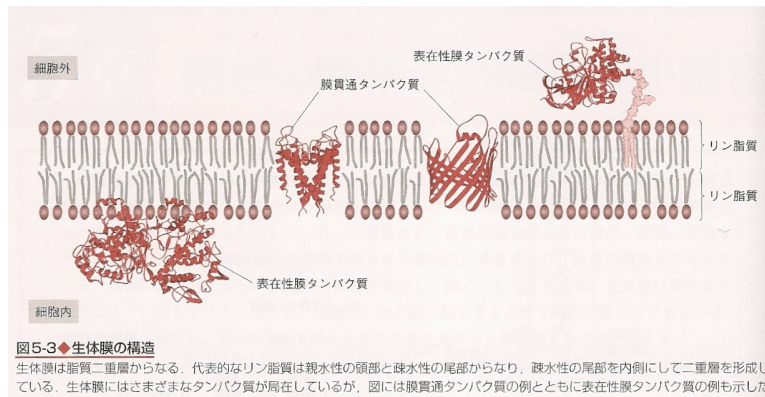 表在性膜タンパク質
細胞外
膜貫通タンパク質
リン脂質
リン脂質
表在性膜タンパク質
細胞内
図5-3◆生体膜の構造
生体膜は脂質二重層からなる．代表的なリン脂質は親水性の頭部と疎水性の尾部からなり，疎水性の尾部を内側にして二重層を形成し
ている．生体膜にはさまざまなタンパク質が局在しているが，図には膜貫通タンパク質の例とともに表在性膜タンパク質の例も示した